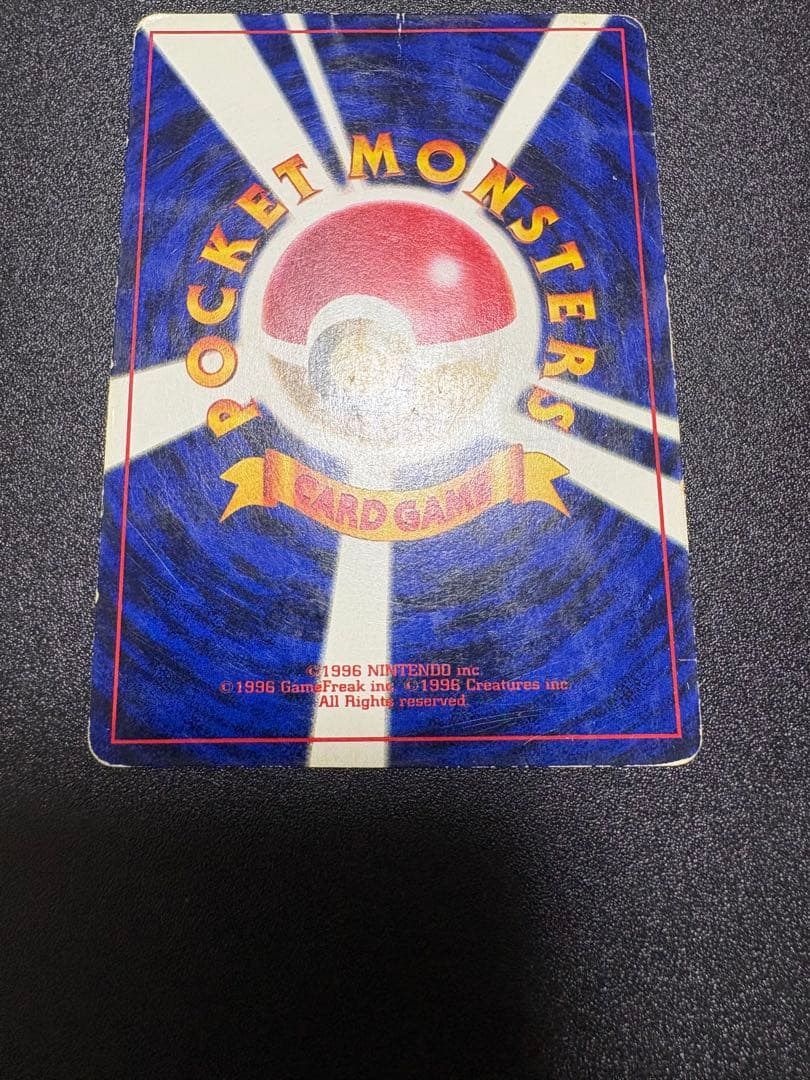 POCKET MONSTERS
CARD GAME
©1996 NINTENDO inc.
©1996 GameFreak inc. ©1996 Creatures inc.
All Rights reserved.